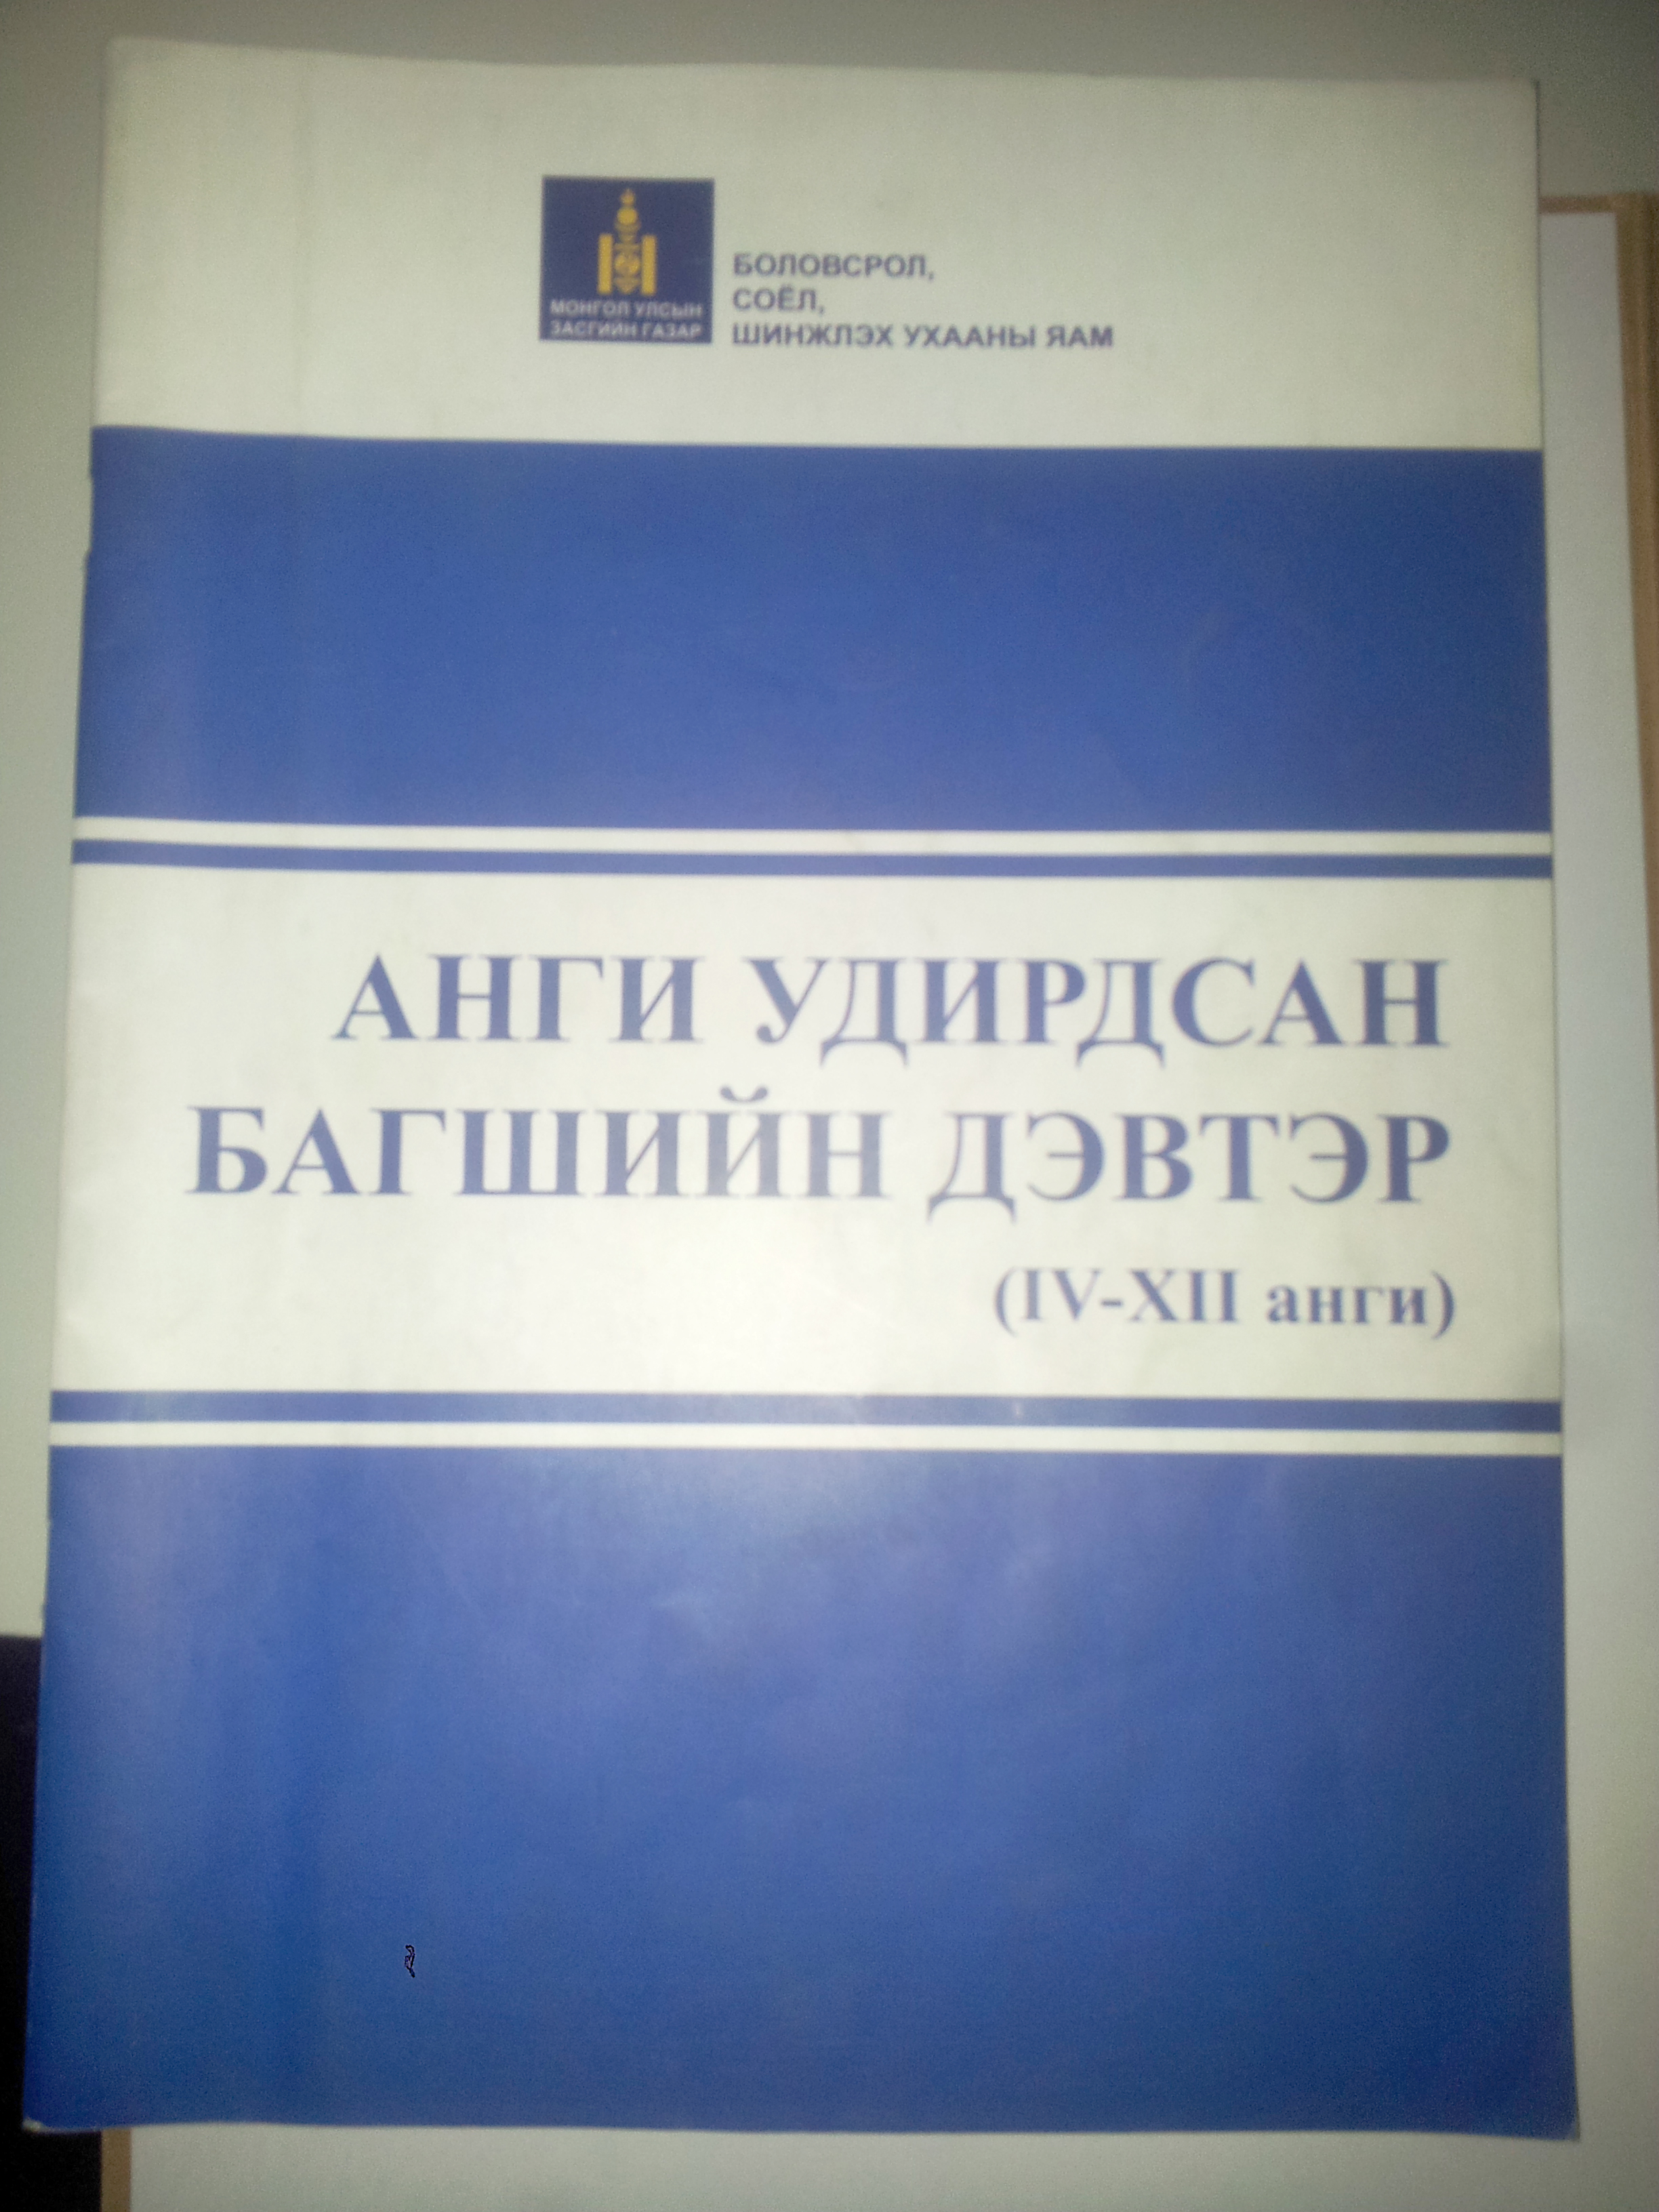 МОНГОЛ УЛСЫН
ЗАСГИЙН ГАЗАР
БОЛОВСРОЛ,
СОЁЛ,
ШИНЖЛЭХ УХААНЫ ЯАМ
АНГИ УДИРДСАН
БАГШИЙН ДЭВТЭР
(IV-XII анги)